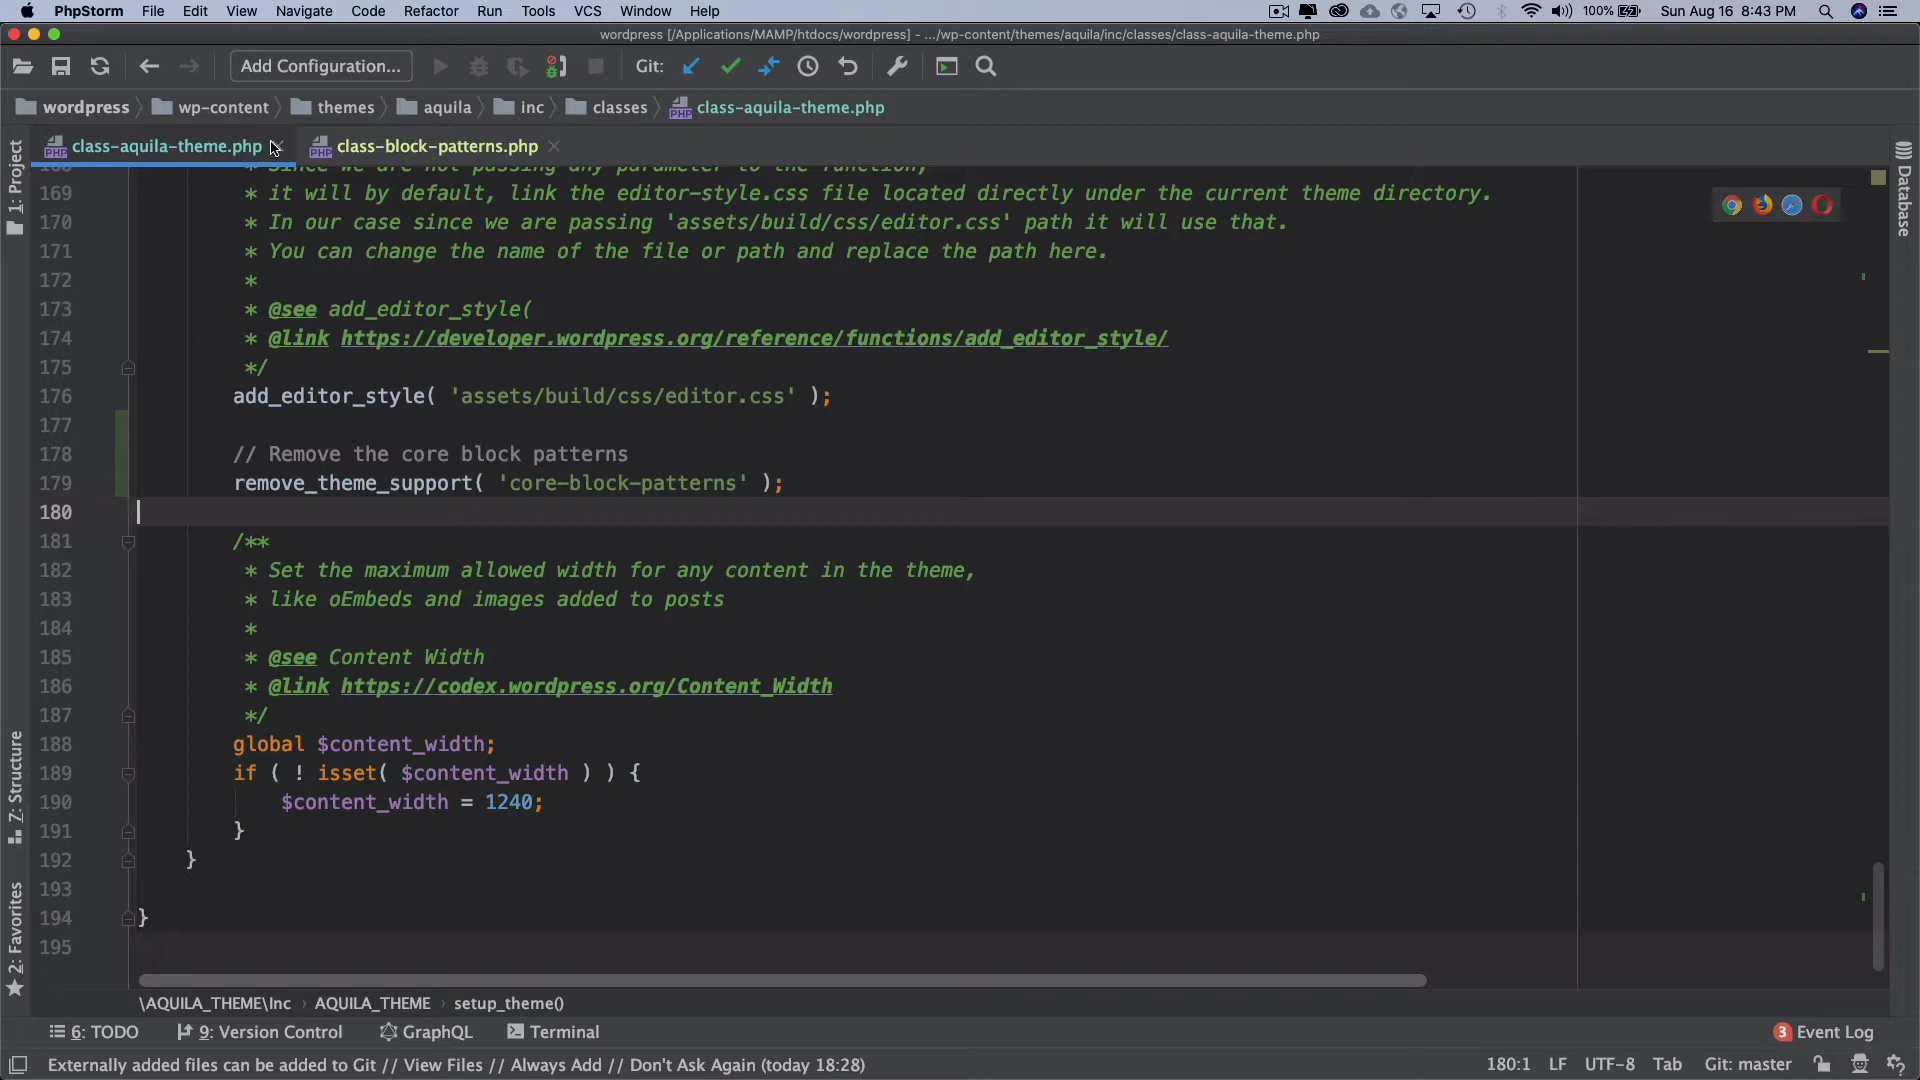 PhpStorm File Edit View Navigate Code Refactor Run Tools VCS Window Help 100% Sun Aug 16 8:43 PM
wordpress [/Applications/MAMP/htdocs/wordpress] - .../wp-content/themes/aquila/inc/classes/class-aquila-theme.php
Add Configuration... Git:
wordpress wp-content themes aquila inc classes class-aquila-theme.php
class-aquila-theme.php class-block-patterns.php
1: Project
Z: Structure
2: Favorites
Database
168 * Since we are not passing any parameter to the function,
169 * it will by default, link the editor-style.css file located directly under the current theme directory.
170 * In our case since we are passing 'assets/build/css/editor.css' path it will use that.
171 * You can change the name of the file or path and replace the path here.
172 *
173 * @see add_editor_style(
174 * @link https://developer.wordpress.org/reference/functions/add_editor_style/
175 */
176 add_editor_style( 'assets/build/css/editor.css' );
177
178 // Remove the core block patterns
179 remove_theme_support( 'core-block-patterns' );
180
181 /**
182 * Set the maximum allowed width for any content in the theme,
183 * like oEmbeds and images added to posts
184 *
185 * @see Content Width
186 * @link https://codex.wordpress.org/Content_Width
187 */
188 global $content_width;
189 if ( ! isset( $content_width ) ) {
190 $content_width = 1240;
191 }
192 }
193
194 }
195
\AQUILA_THEME\Inc › AQUILA_THEME › setup_theme()
6: TODO 9: Version Control GraphQL Terminal 3 Event Log
Externally added files can be added to Git // View Files // Always Add // Don't Ask Again (today 18:28) 180:1 LF UTF-8 Tab Git: master